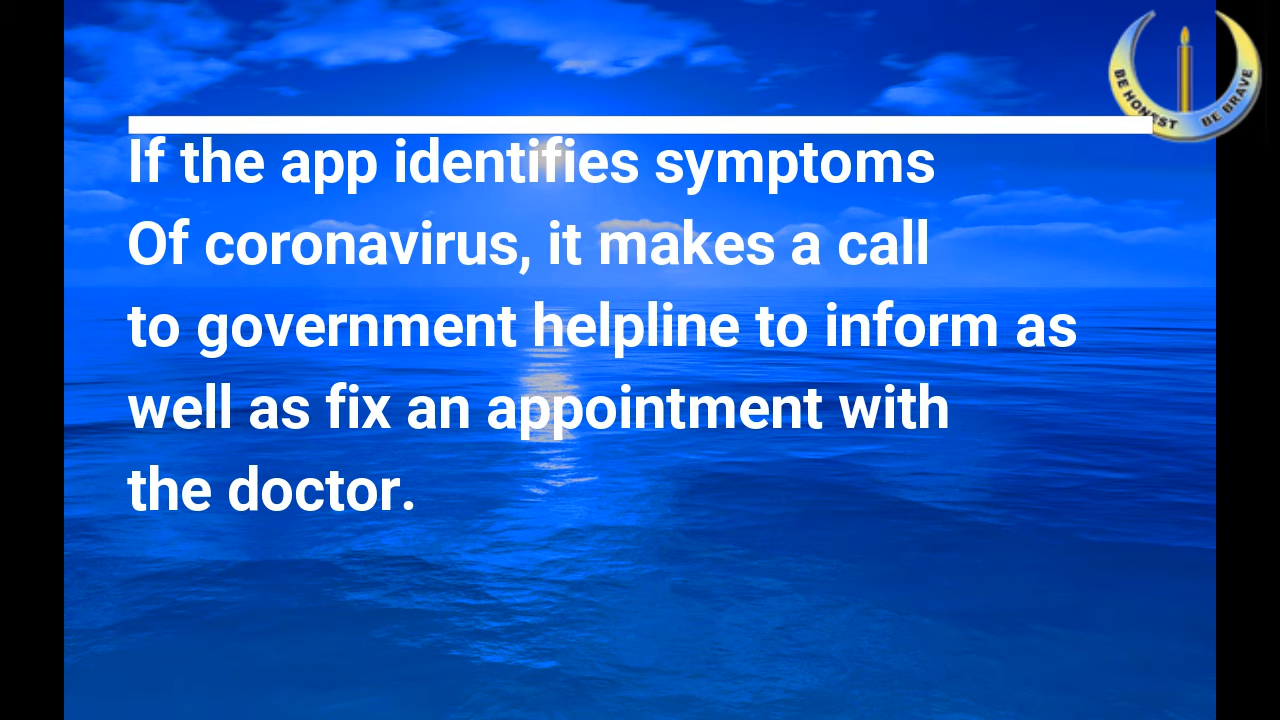 BE HONEST BE BRAVE
If the app identifies symptoms
Of coronavirus, it makes a call
to government helpline to inform as
well as fix an appointment with
the doctor.